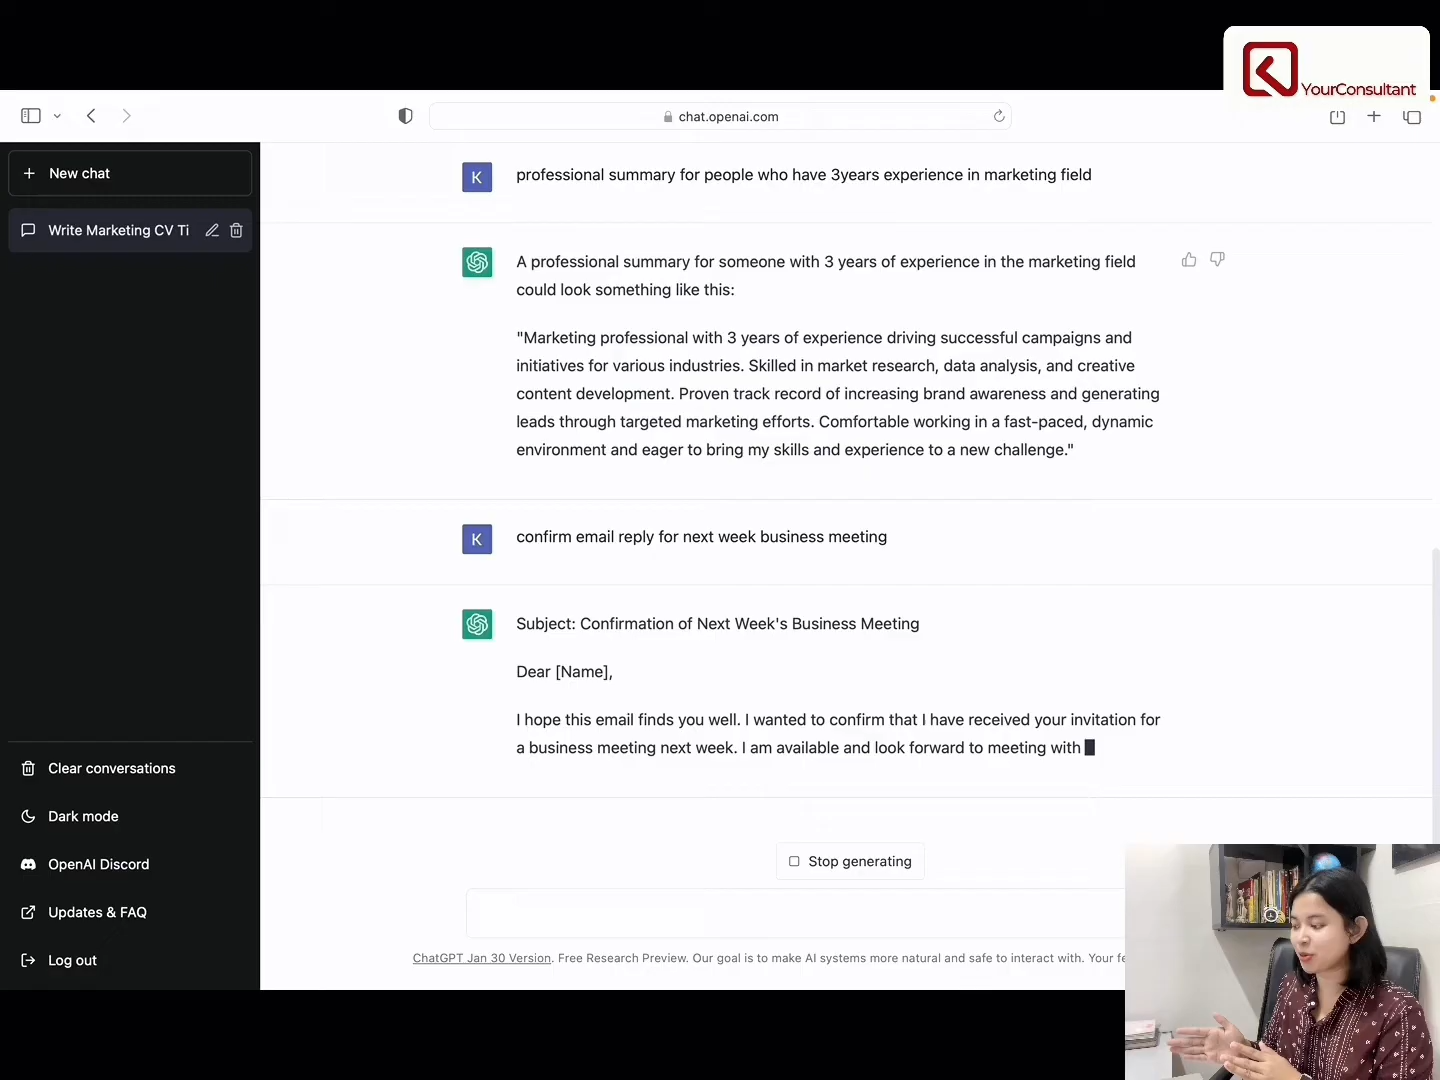 YourConsultant
chat.openai.com
New chat
Write Marketing CV Ti
K
professional summary for people who have 3years experience in marketing field
A professional summary for someone with 3 years of experience in the marketing field
could look something like this:
"Marketing professional with 3 years of experience driving successful campaigns and
initiatives for various industries. Skilled in market research, data analysis, and creative
content development. Proven track record of increasing brand awareness and generating
leads through targeted marketing efforts. Comfortable working in a fast-paced, dynamic
environment and eager to bring my skills and experience to a new challenge."
K
confirm email reply for next week business meeting
Subject: Confirmation of Next Week's Business Meeting
Dear [Name],
I hope this email finds you well. I wanted to confirm that I have received your invitation for
a business meeting next week. I am available and look forward to meeting with
Clear conversations
Dark mode
OpenAI Discord
Updates & FAQ
Log out
Stop generating
ChatGPT Jan 30 Version. Free Research Preview. Our goal is to make AI systems more natural and safe to interact with. Your fe